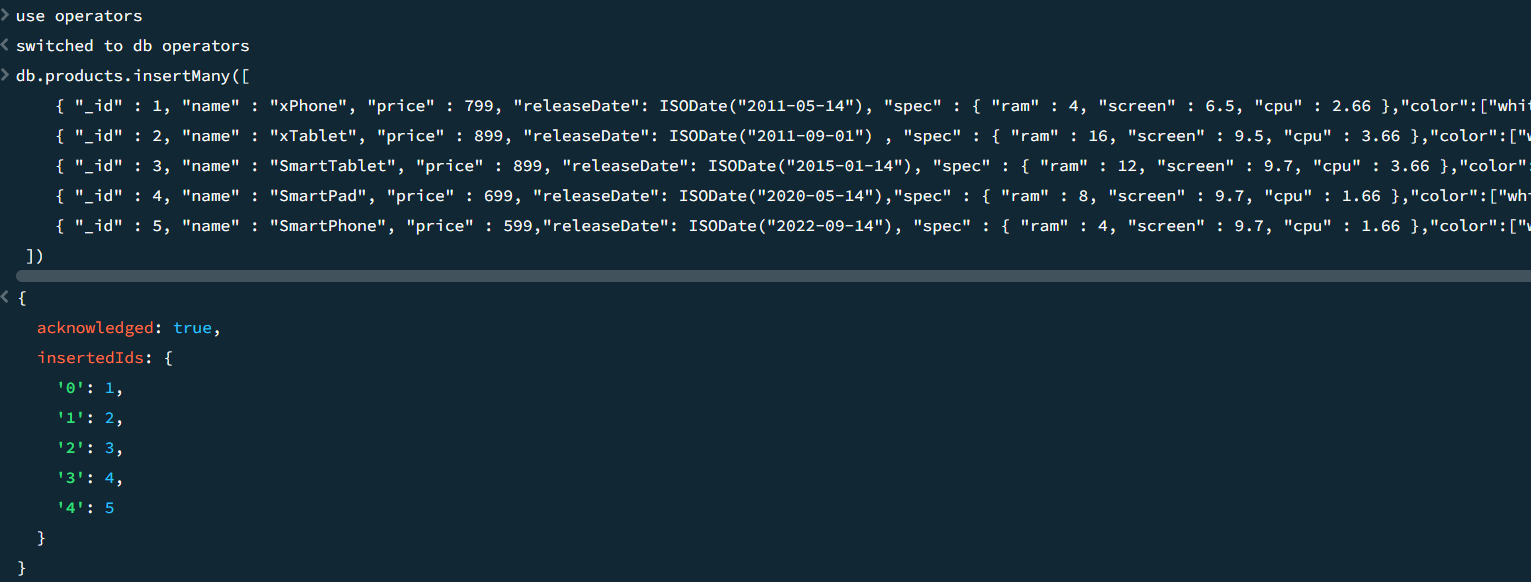 use operators
switched to db operators
db.products.insertMany([
{ "_id" : 1, "name" : "xPhone", "price" : 799, "releaseDate": ISODate("2011-05-14"), "spec" : { "ram" : 4, "screen" : 6.5, "cpu" : 2.66 },"color":["whit
{ "_id" : 2, "name" : "xTablet", "price" : 899, "releaseDate": ISODate("2011-09-01") , "spec" : { "ram" : 16, "screen" : 9.5, "cpu" : 3.66 },"color":["w
{ "_id" : 3, "name" : "SmartTablet", "price" : 899, "releaseDate": ISODate("2015-01-14"), "spec" : { "ram" : 12, "screen" : 9.7, "cpu" : 3.66 },"color"
{ "_id" : 4, "name" : "SmartPad", "price" : 699, "releaseDate": ISODate("2020-05-14"),"spec" : { "ram" : 8, "screen" : 9.7, "cpu" : 1.66 },"color":["whi
{ "_id" : 5, "name" : "SmartPhone", "price" : 599,"releaseDate": ISODate("2022-09-14"), "spec" : { "ram" : 4, "screen" : 9.7, "cpu" : 1.66 },"color":["w
])
{
acknowledged: true,
insertedIds: {
'0': 1,
'1': 2,
'2': 3,
'3': 4,
'4': 5
}
}